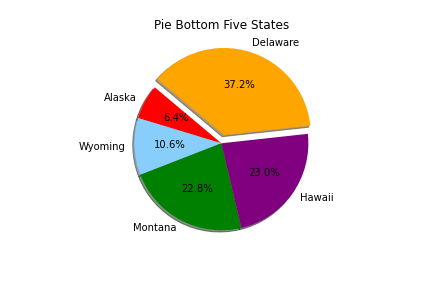 Pie Bottom Five States
Delaware
37.2%
Alaska
6.4%
Wyoming
10.6%
23.0%
22.8%
Hawaii
Montana